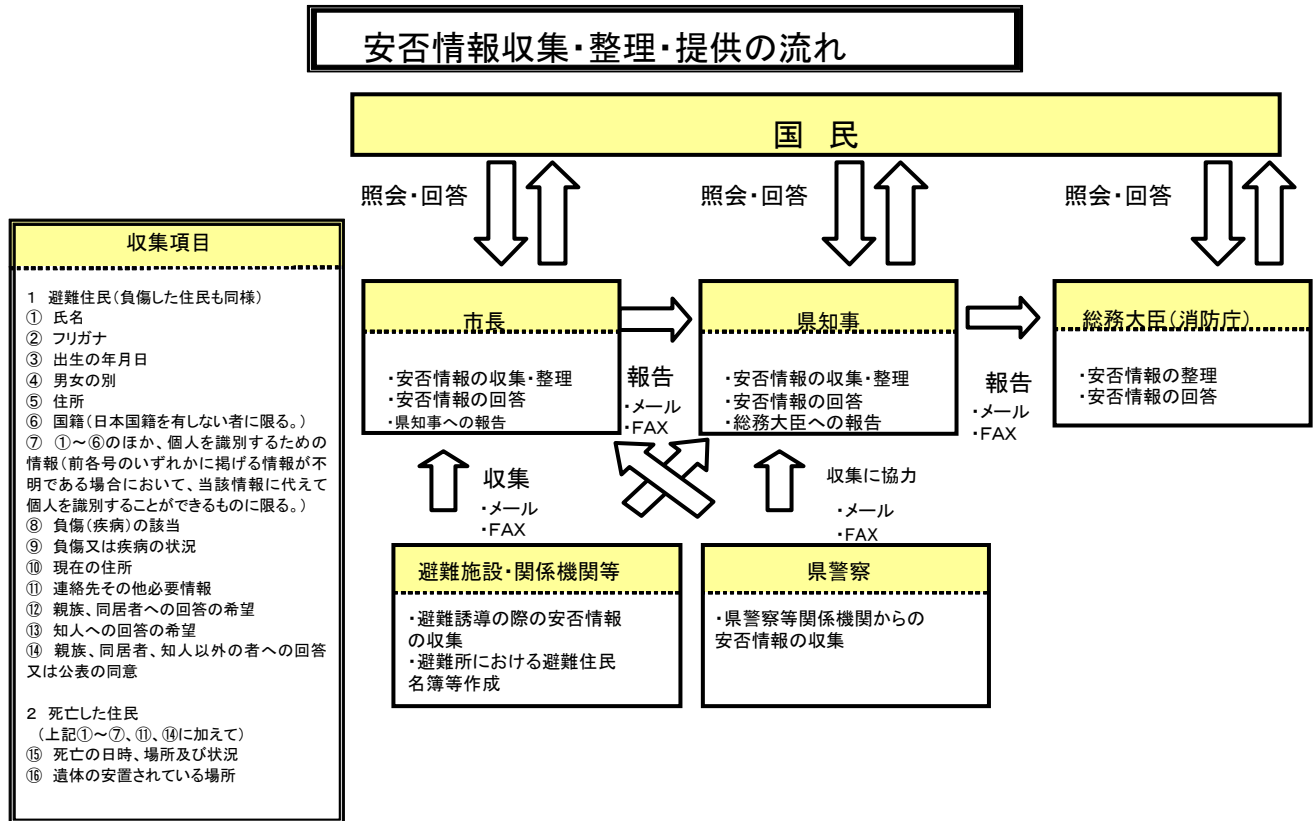 安否情報収集・整理・提供の流れ
国 民
照会・回答
照会・回答
照会・回答
収集項目
1 避難住民(負傷した住民も同様)
① 氏名
② フリガナ
③ 出生の年月日
④ 男女の別
⑤ 住所
⑥ 国籍(日本国籍を有しない者に限る。)
⑦ ①~⑥のほか、個人を識別するための
情報(前各号のいずれかに掲げる情報が不
明である場合において、当該情報に代えて
個人を識別することができるものに限る。)
⑧ 負傷(疾病)の該当
⑨ 負傷又は疾病の状況
⑩ 現在の住所
⑪ 連絡先その他必要情報
⑫ 親族、同居者への回答の希望
⑬ 知人への回答の希望
⑭ 親族、同居者、知人以外の者への回答
又は公表の同意
2 死亡した住民
(上記①~⑦、⑪、⑭に加えて)
⑮ 死亡の日時、場所及び状況
⑯ 遺体の安置されている場所
市長
・安否情報の収集・整理
・安否情報の回答
・県知事への報告
報告
・メール
・FAX
県知事
・安否情報の収集・整理
・安否情報の回答
・総務大臣への報告
報告
・メール
・FAX
総務大臣(消防庁)
・安否情報の整理
・安否情報の回答
収集
・メール
・FAX
収集に協力
・メール
・FAX
避難施設・関係機関等
・避難誘導の際の安否情報
の収集
・避難所における避難住民
名簿等作成
県警察
・県警察等関係機関からの
安否情報の収集